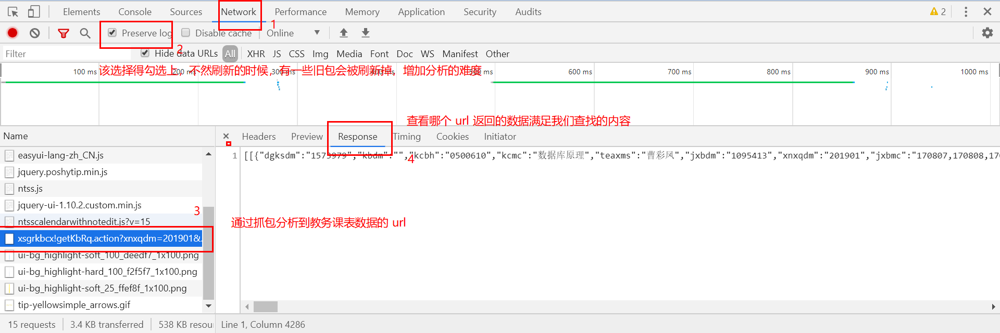 Elements Console Sources Network Performance Memory Application Security Audits 2
1
Preserve log Disable cache Online
2
Filter Hide data URLs All XHR JS CSS Img Media Font Doc WS Manifest Other
该选择得勾选上，不然刷新的时候，有一些旧包会被刷新掉，增加分析的难度
100 ms 200 ms 300 ms 400 ms 500 ms 600 ms 700 ms 800 ms 900 ms 1000 ms
查看哪个 url 返回的数据满足我们查找的内容
Name
Headers Preview Response Timing Cookies Initiator
4
1 [[{"dgksdm":"1573979","kbdm":"","kcbh":"0500610","kcmc":"数据库原理","teaxms":"曹彩凤","jxbdm":"1095413","xnxqdm":"201901","jxbmc":"170807,170808,170
easyui-lang-zh_CN.js
jquery.poshytip.min.js
ntss.js
jquery-ui-1.10.2.custom.min.js
3
ntsscalendarwithnotedit.js?v=15
通过抓包分析到教务课表数据的 url
xsgrkbcx!getKbRq.action?xnxqdm=201901&.
ui-bg_highlight-soft_100_deedf7_1x100.png
ui-bg_highlight-hard_100_f2f5f7_1x100.png
ui-bg_highlight-soft_25_ffef8f_1x100.png
tip-yellowsimple_arrows.gif
15 requests 3.4 KB transferred 538 KB resou Line 1, Column 4286